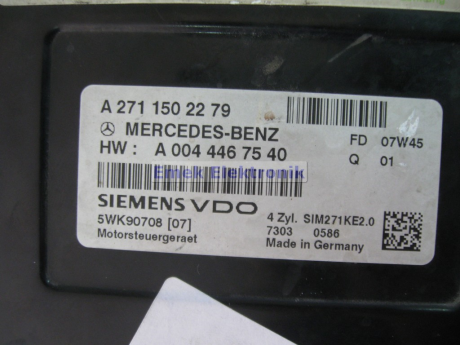 A 271 150 22 79
MERCEDES-BENZ
FD 07W45
HW : A 004 446 75 40
Q 01
Emek Elektronik
SIEMENS VDO
5WK90708 [07]
4 Zyl. SIM271KE2.0
7303 0586
Motorsteuergeraet
Made in Germany